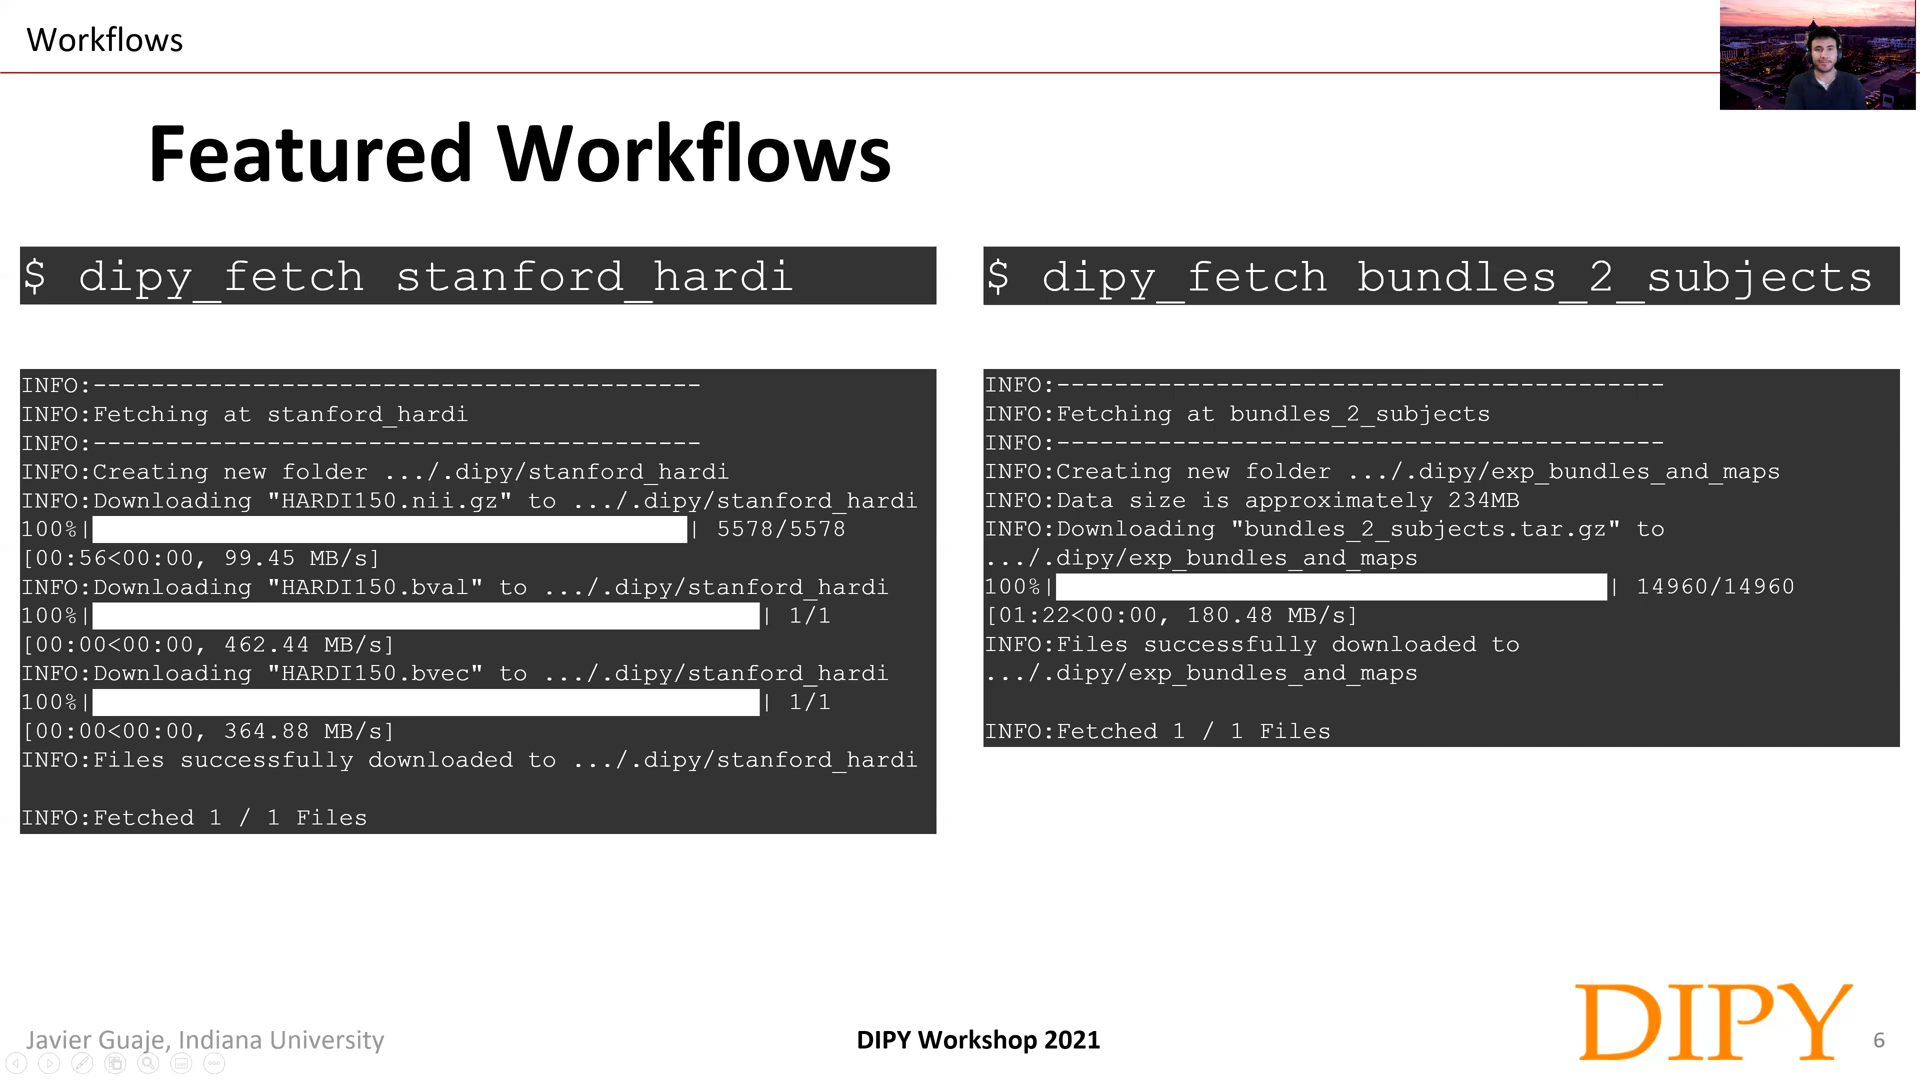 Workflows
Featured Workflows
$ dipy_fetch stanford_hardi
INFO:------------------------------------------
INFO:Fetching at stanford_hardi
INFO:------------------------------------------
INFO:Creating new folder .../.dipy/stanford_hardi
INFO:Downloading "HARDI150.nii.gz" to .../.dipy/stanford_hardi
100%| | 5578/5578
[00:56<00:00, 99.45 MB/s]
INFO:Downloading "HARDI150.bval" to .../.dipy/stanford_hardi
100%| | 1/1
[00:00<00:00, 462.44 MB/s]
INFO:Downloading "HARDI150.bvec" to .../.dipy/stanford_hardi
100%| | 1/1
[00:00<00:00, 364.88 MB/s]
INFO:Files successfully downloaded to .../.dipy/stanford_hardi
INFO:Fetched 1 / 1 Files
$ dipy_fetch bundles_2_subjects
INFO:------------------------------------------
INFO:Fetching at bundles_2_subjects
INFO:------------------------------------------
INFO:Creating new folder .../.dipy/exp_bundles_and_maps
INFO:Data size is approximately 234MB
INFO:Downloading "bundles_2_subjects.tar.gz" to
.../.dipy/exp_bundles_and_maps
100%| | 14960/14960
[01:22<00:00, 180.48 MB/s]
INFO:Files successfully downloaded to
.../.dipy/exp_bundles_and_maps
INFO:Fetched 1 / 1 Files
Javier Guaje, Indiana University
DIPY Workshop 2021
DIPY
6